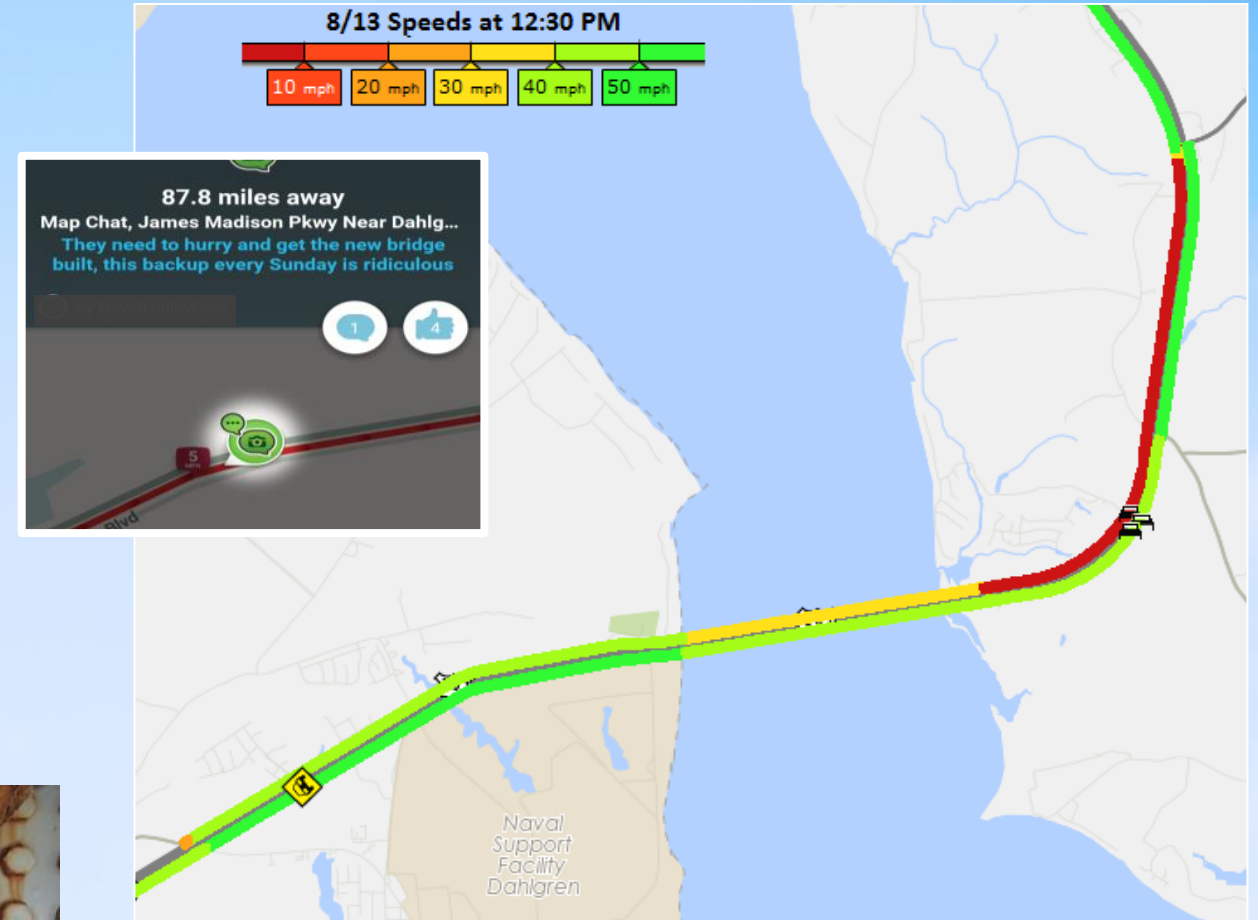 8/13 Speeds at 12:30 PM
10 mph 20 mph 30 mph 40 mph 50 mph
87.8 miles away
Map Chat, James Madison Pkwy Near Dahlg...
They need to hurry and get the new bridge
built, this backup every Sunday is ridiculous
1 4
5
MPH
Blvd
Naval
Support
Facility
Dahlgren